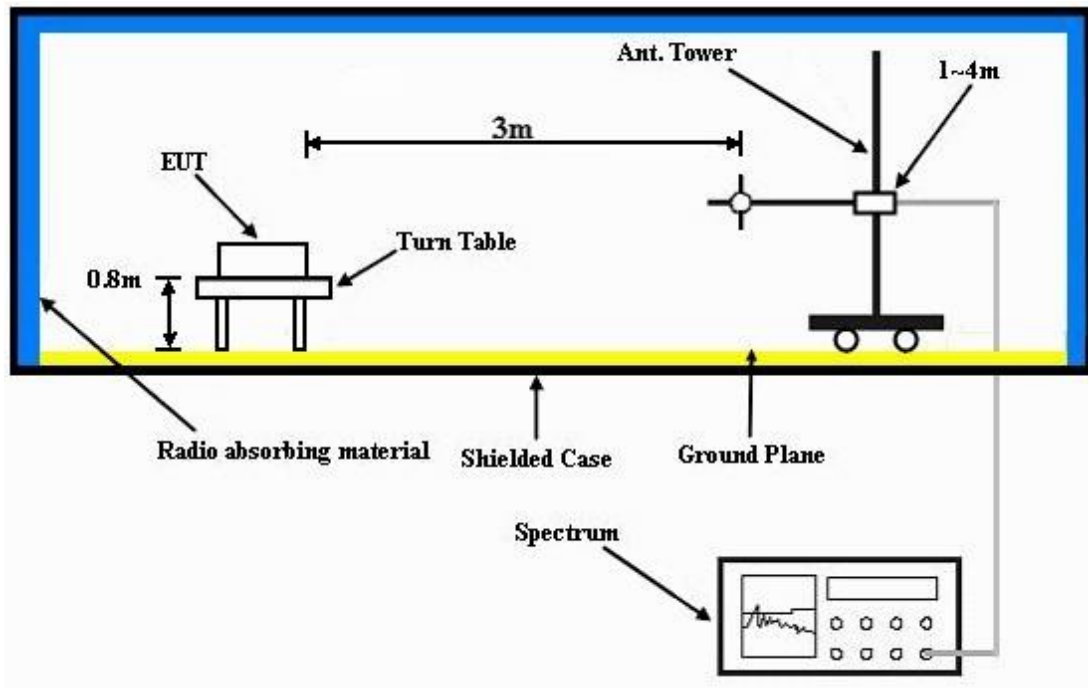 Ant. Tower
1~4m
3m
EUT
Turn Table
0.8m
Radio absorbing material
Shielded Case
Ground Plane
Spectrum